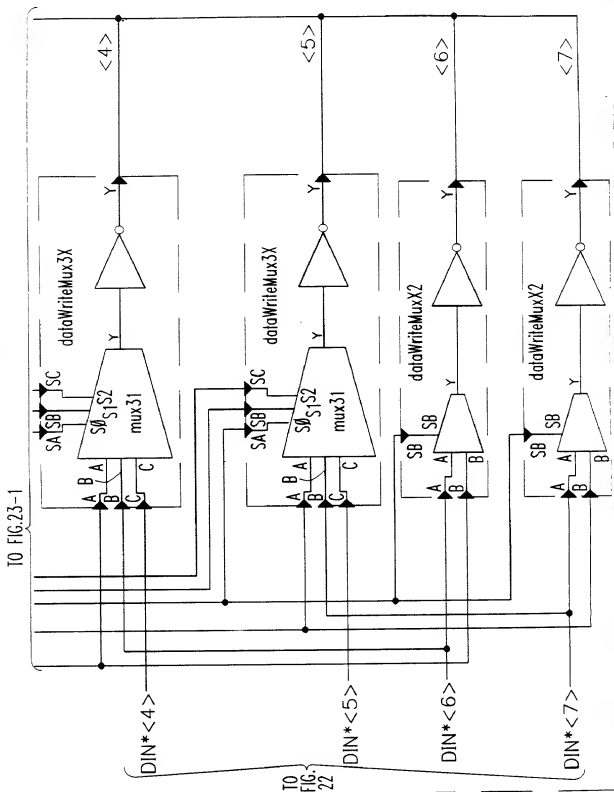 TO FIG.23-1
<4>
<5>
<6>
<7>
dataWriteMux3X
SA SB SC
SØ S1 S2
mux31
A
B
C
A
B
C
Y
Y
dataWriteMux3X
SA SB SC
SØ S1 S2
mux31
A
B
C
A
B
C
Y
Y
dataWriteMuxX2
SB
SB
A
B
A
B
Y
Y
dataWriteMuxX2
SB
SB
A
B
A
B
Y
Y
DIN*<4>
DIN*<5>
DIN*<6>
DIN*<7>
TO
FIG.
22